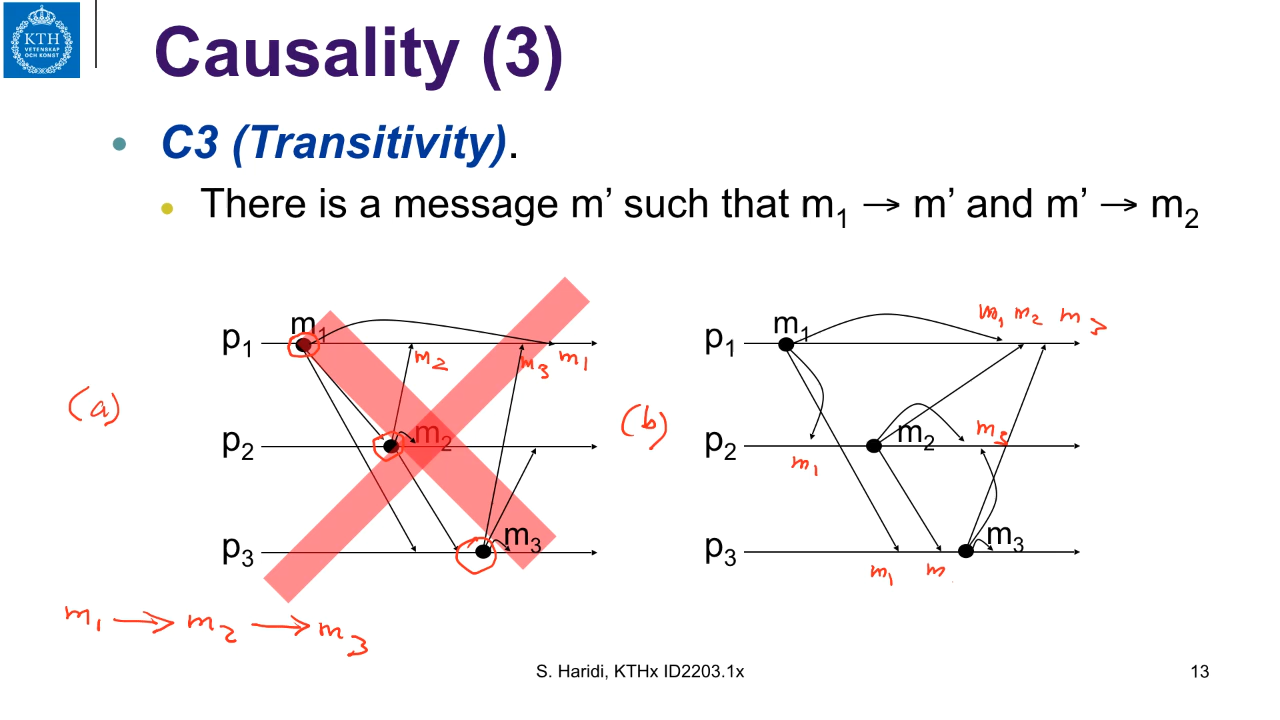 KTH
VETENSKAP
OCH KONST
Causality (3)
• C3 (Transitivity).
• There is a message m’ such that m1 → m’ and m’ → m2
m1
p1
m2
m3
m1
(a)
p2
m2
p3
m3
m1 → m2 → m3
m1
m1 m2 m3
p1
(b)
p2
m2
m3
m1
p3
m3
m1
m
S. Haridi, KTHx ID2203.1x
13